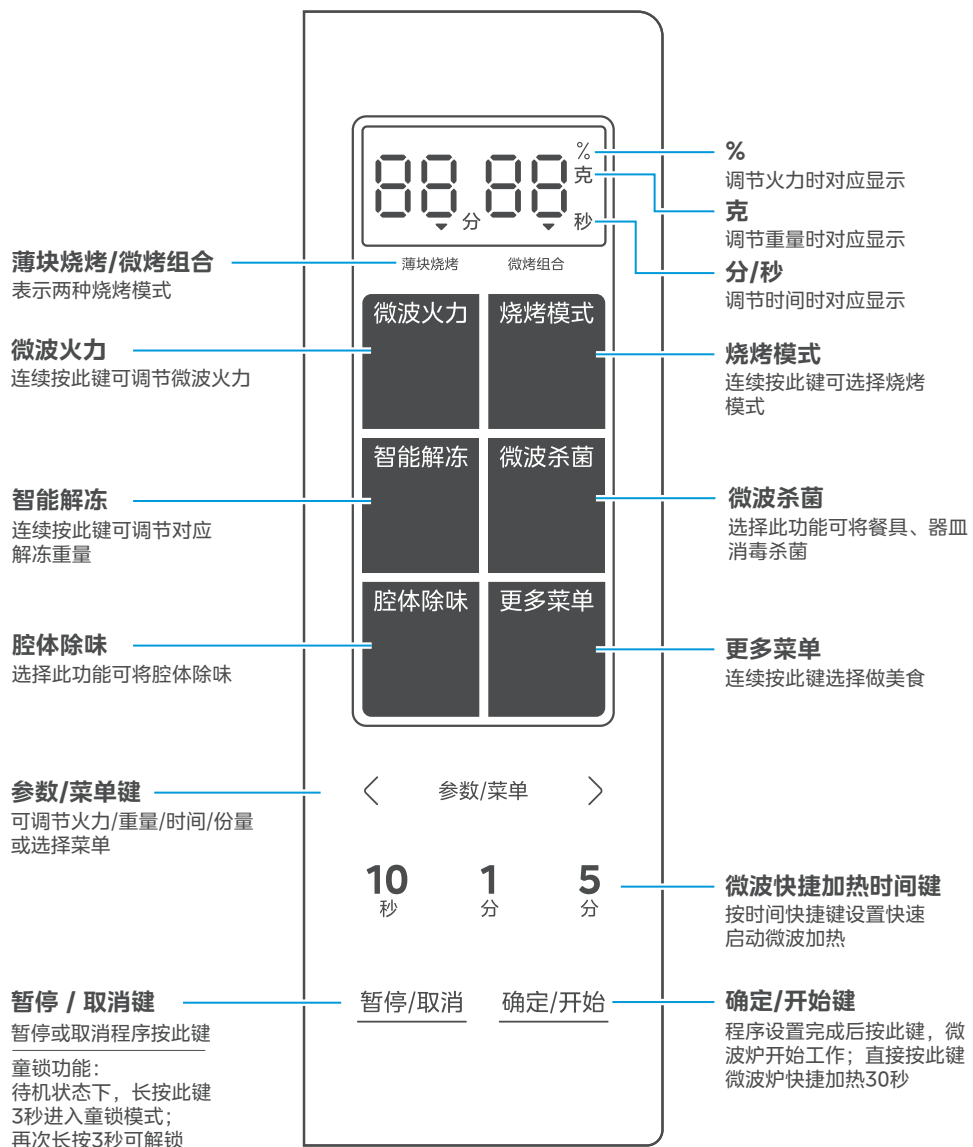 88 88
%
克
分
秒
薄块烧烤 微烤组合
微波火力 烧烤模式
智能解冻 微波杀菌
腔体除味 更多菜单
< 参数/菜单 >
10 1 5
秒 分 分
暂停/取消 确定/开始
薄块烧烤/微烤组合
表示两种烧烤模式
微波火力
连续按此键可调节微波火力
智能解冻
连续按此键可调节对应
解冻重量
腔体除味
选择此功能可将腔体除味
参数/菜单键
可调节火力/重量/时间/份量
或选择菜单
暂停 / 取消键
暂停或取消程序按此键
童锁功能：
待机状态下，长按此键
3秒进入童锁模式；
再次长按3秒可解锁
%
调节火力时对应显示
克
调节重量时对应显示
分/秒
调节时间时对应显示
烧烤模式
连续按此键可选择烧烤
模式
微波杀菌
选择此功能可将餐具、器皿
消毒杀菌
更多菜单
连续按此键选择做美食
微波快捷加热时间键
按时间快捷键设置快速
启动微波加热
确定/开始键
程序设置完成后按此键，微
波炉开始工作；直接按此键
微波炉快捷加热30秒